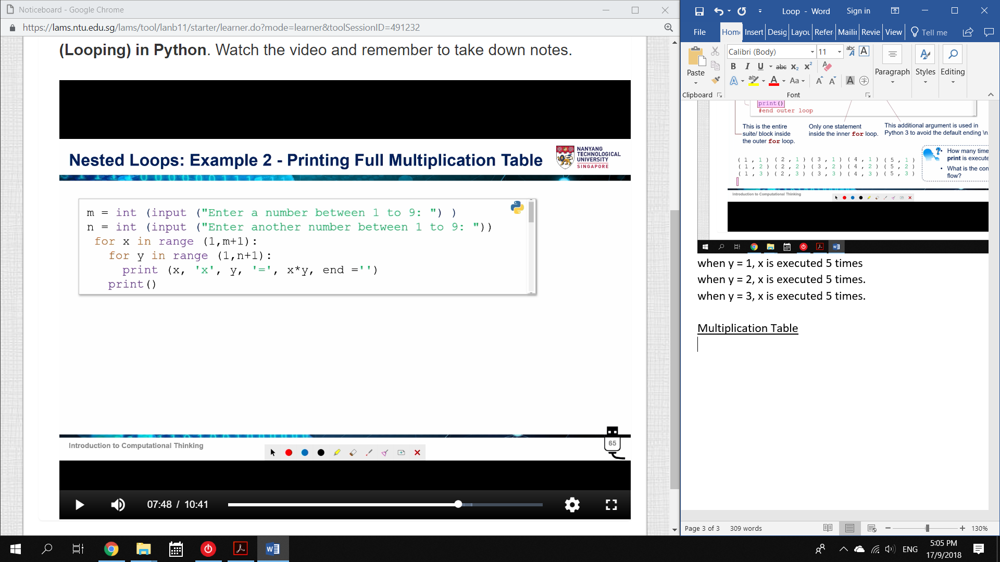 Noticeboard - Google Chrome
https://lams.ntu.edu.sg/lams/tool/lanb11/starter/learner.do?mode=learner&toolSessionID=491232
(Looping) in Python. Watch the video and remember to take down notes.
Nested Loops: Example 2 - Printing Full Multiplication Table
NANYANG
TECHNOLOGICAL
UNIVERSITY
SINGAPORE
m = int (input ("Enter a number between 1 to 9: ") )
n = int (input ("Enter another number between 1 to 9: "))
for x in range (1,m+1):
for y in range (1,n+1):
print (x, 'x', y, '=', x*y, end ='')
print()
Introduction to Computational Thinking
65
07:48 / 10:41
Loop - Word
Sign in
File Home Insert Desig Layou Refer Mailin Revie View Tell me
Paste
Clipboard
Calibri (Body) 11
B I U abc X2 X2
Aa
Font
Paragraph
Styles
Editing
print()
#end outer loop
This is the entire
suite/ block inside
the outer for loop.
Only one statement
inside the inner for loop.
This additional argument is used in
Python 3 to avoid the default ending \n
( 1 , 1 ) ( 2 , 1 ) ( 3 , 1 ) ( 4 , 1 ) ( 5 , 1 )
( 1 , 2 ) ( 2 , 2 ) ( 3 , 2 ) ( 4 , 2 ) ( 5 , 2 )
( 1 , 3 ) ( 2 , 3 ) ( 3 , 3 ) ( 4 , 3 ) ( 5 , 3 )
How many time
print is execute
What is the con
flow?
Introduction to Computational Thinking
when y = 1, x is executed 5 times
when y = 2, x is executed 5 times.
when y = 3, x is executed 5 times.
Multiplication Table
Page 3 of 3 309 words
130%
ENG
5:05 PM
17/9/2018